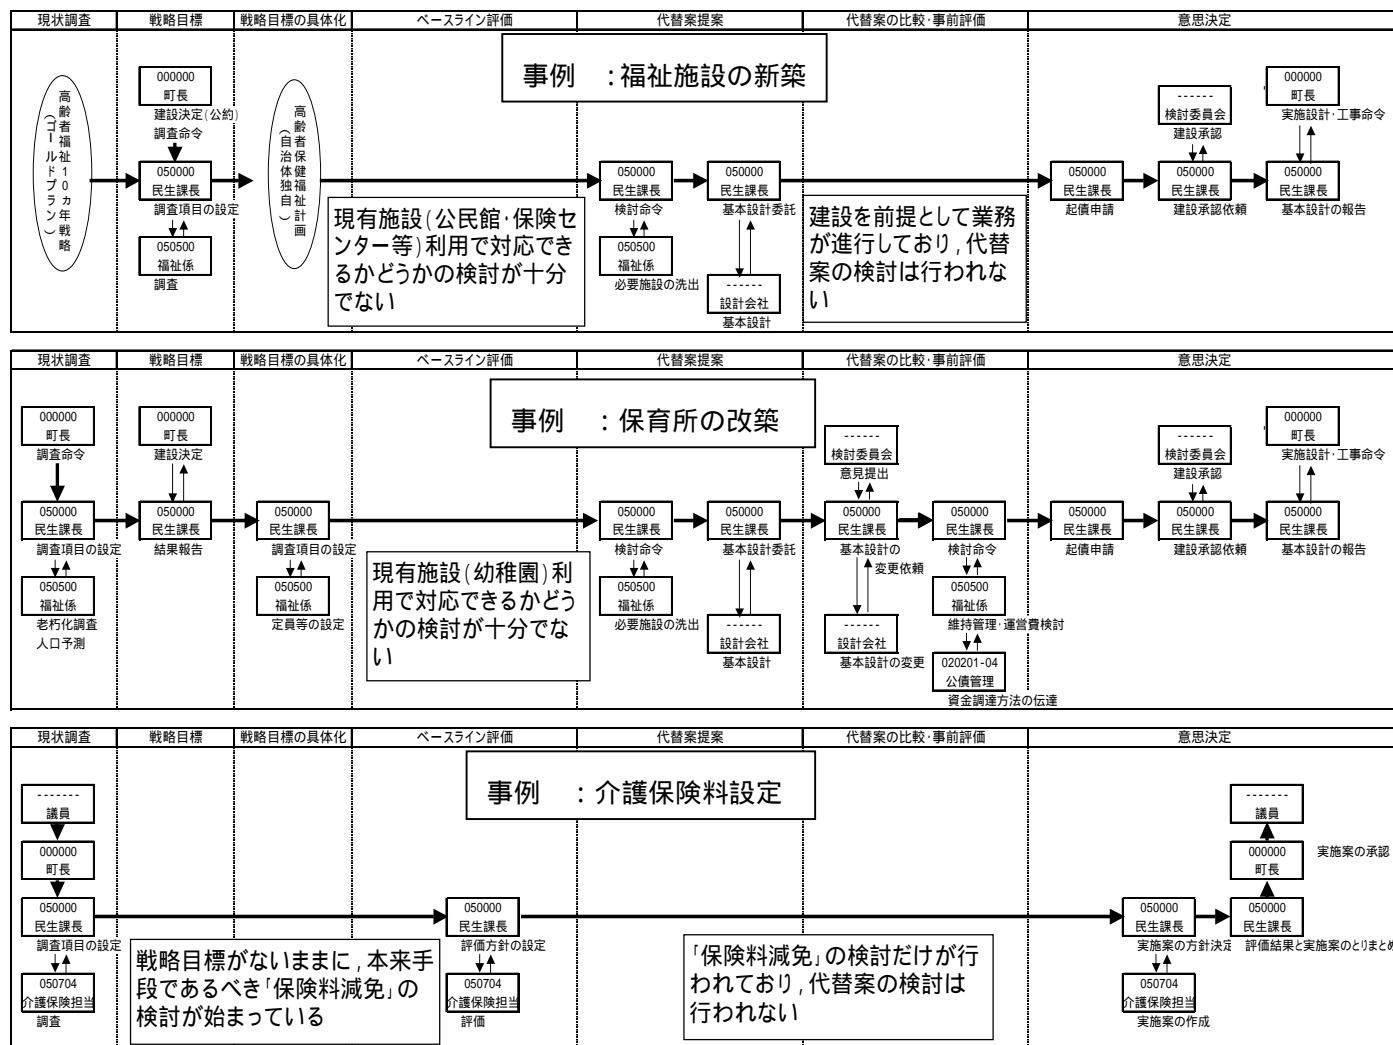 現状調査
戦略目標
戦略目標の具体化
ベースライン評価
代替案提案
代替案の比較・事前評価
意思決定
事例　：福祉施設の新築
高齢者福祉10ヵ年戦略
(ゴールドプラン)
000000
町長
建設決定(公約)
調査命令
050000
民生課長
調査項目の設定
050500
福祉係
調査
高齢者保健福祉計画
(自治体独自)
現有施設(公民館・保険セ
ンター等)利用で対応でき
るかどうかの検討が十分
でない
050000
民生課長
検討命令
050500
福祉係
必要施設の洗出
050000
民生課長
基本設計委託
------
設計会社
基本設計
建設を前提として業務
が進行しており,代替
案の検討は行われな
い
050000
民生課長
起債申請
------
検討委員会
建設承認
050000
民生課長
建設承認依頼
000000
町長
実施設計・工事命令
050000
民生課長
基本設計の報告
現状調査
戦略目標
戦略目標の具体化
ベースライン評価
代替案提案
代替案の比較・事前評価
意思決定
事例　：保育所の改築
000000
町長
調査命令
050000
民生課長
調査項目の設定
050500
福祉係
老朽化調査
人口予測
000000
町長
建設決定
050000
民生課長
結果報告
050000
民生課長
調査項目の設定
050500
福祉係
定員等の設定
現有施設(幼稚園)利
用で対応できるかどう
かの検討が十分でな
い
050000
民生課長
検討命令
050500
福祉係
必要施設の洗出
050000
民生課長
基本設計委託
------
設計会社
基本設計
------
検討委員会
意見提出
050000
民生課長
基本設計の
変更依頼
------
設計会社
基本設計の変更
050000
民生課長
検討命令
050500
福祉係
維持管理・運営費検討
020201-04
公債管理
資金調達方法の伝達
050000
民生課長
起債申請
------
検討委員会
建設承認
050000
民生課長
建設承認依頼
000000
町長
実施設計・工事命令
050000
民生課長
基本設計の報告
現状調査
戦略目標
戦略目標の具体化
ベースライン評価
代替案提案
代替案の比較・事前評価
意思決定
事例　：介護保険料設定
-------
議員
000000
町長
050000
民生課長
調査項目の設定
050704
介護保険担当
調査
戦略目標がないままに,本来手
段であるべき「保険料減免」の
検討が始まっている
050000
民生課長
評価方針の設定
050704
介護保険担当
評価
「保険料減免」の検討だけが行
われており,代替案の検討は
行われない
050000
民生課長
実施案の方針決定
050704
介護保険担当
実施案の作成
-------
議員
000000
町長
実施案の承認
050000
民生課長
評価結果と実施案のとりまとめ